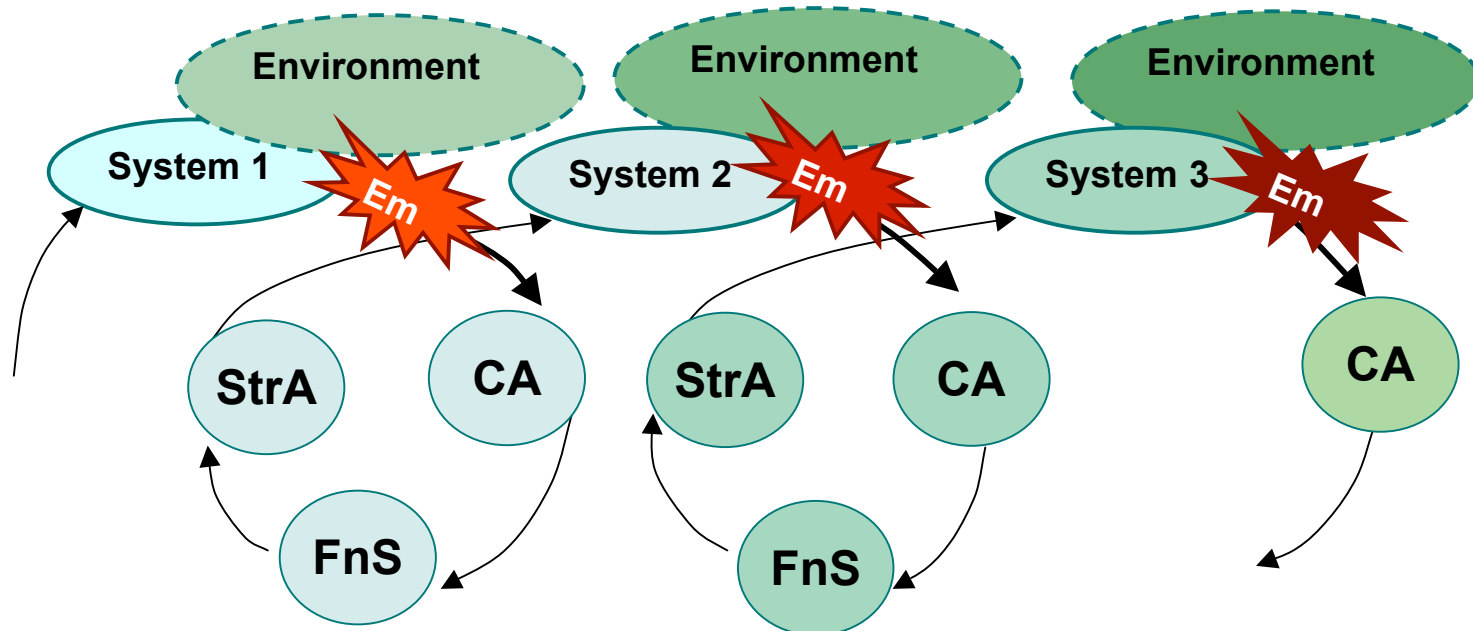 Environment
Environment
Environment
System 1
System 2
System 3
Em
Em
Em
StrA
CA
StrA
CA
CA
FnS
FnS